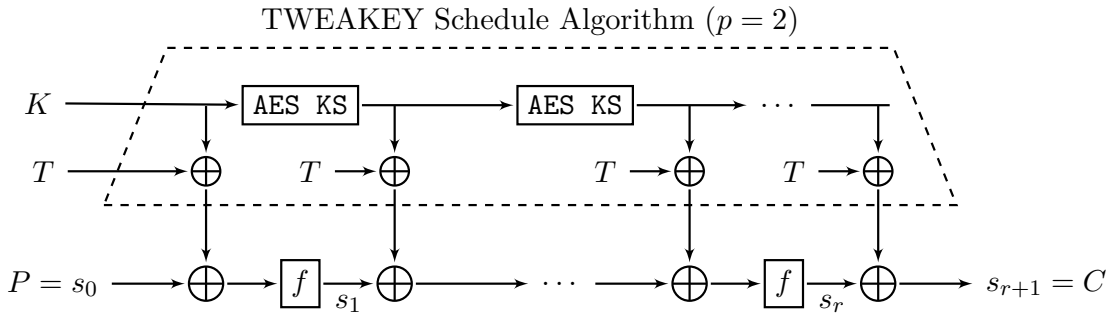 TWEAKEY Schedule Algorithm (p = 2)
K AES KS AES KS ...
T T T T
P = s₀ f s₁ ... f sᵣ sᵣ₊₁ = C